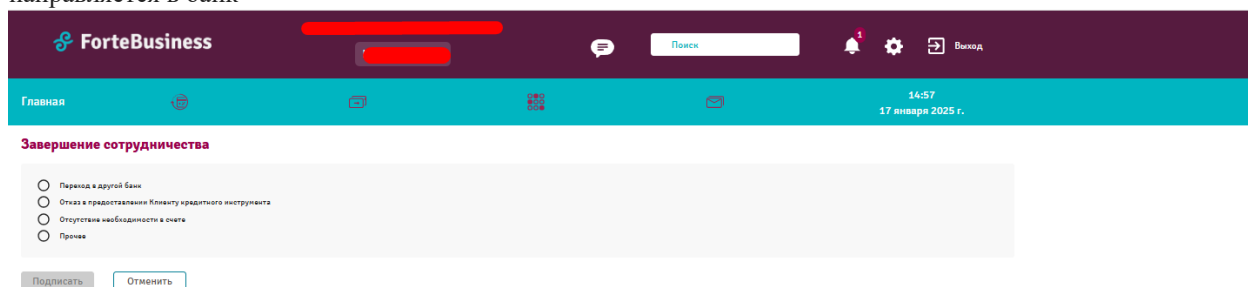 направляется в банк
ForteBusiness
Поиск
1
Выход
Главная
14:57
17 января 2025 г.
Завершение сотрудничества
Переход в другой банк
Отказ в предоставлении Клиенту кредитного инструмента
Отсутствие необходимости в счете
Прочее
Подписать
Отменить